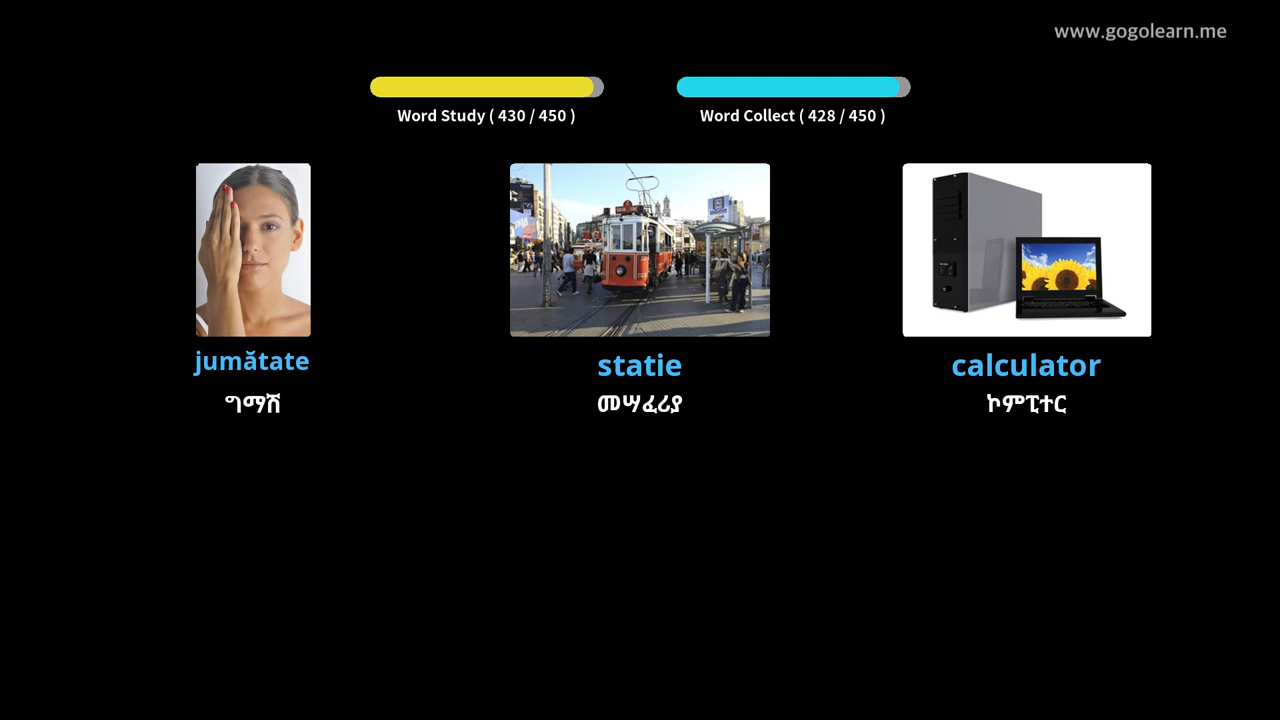 www.gogolearn.me
Word Study ( 430 / 450 )
Word Collect ( 428 / 450 )
jumătate
statie
calculator
ግማሽ
መሣፈሪያ
ኮምፒተር